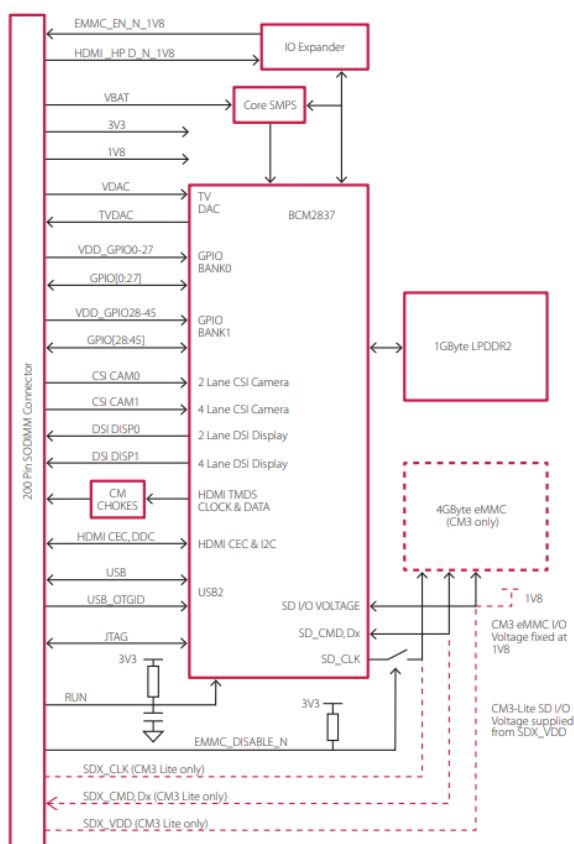 EMMC_EN_N_1V8
IO Expander
HDMI_HP D_N_1V8
VBAT
Core SMPS
3V3
1V8
VDAC
TV
DAC
BCM2837
TVDAC
VDD_GPIO0-27
GPIO
BANK0
GPIO[0:27]
VDD_GPIO28-45
GPIO
BANK1
GPIO[28:45]
1GByte LPDDR2
200 Pin SODIMM Connector
CSI CAM0
2 Lane CSI Camera
CSI CAM1
4 Lane CSI Camera
DSI DISP0
2 Lane DSI Display
DSI DISP1
4 Lane DSI Display
CM
CHOKES
HDMI TMDS
CLOCK & DATA
4GByte eMMC
(CM3 only)
HDMI CEC, DDC
HDMI CEC & I2C
USB
USB2
USB_OTGID
SD I/O VOLTAGE
1V8
SD_CMD, Dx
CM3 eMMC I/O
Voltage fixed at
1V8
JTAG
SD_CLK
3V3
RUN
3V3
CM3-Lite SD I/O
Voltage supplied
from SDX_VDD
EMMC_DISABLE_N
SDX_CLK (CM3 Lite only)
SDX_CMD, Dx (CM3 Lite only)
SDX_VDD (CM3 Lite only)